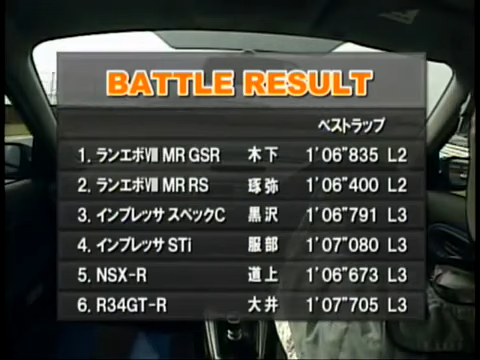 BATTLE RESULT
ベストラップ
1. ランエボⅧ MR GSR 木下 1'06"835 L2
2. ランエボⅧ MR RS 琢弥 1'06"400 L2
3. インプレッサ スペックC 黒沢 1'06"791 L3
4. インプレッサ STi 服部 1'07"080 L3
5. NSX-R 道上 1'06"673 L3
6. R34GT-R 大井 1'07"705 L3